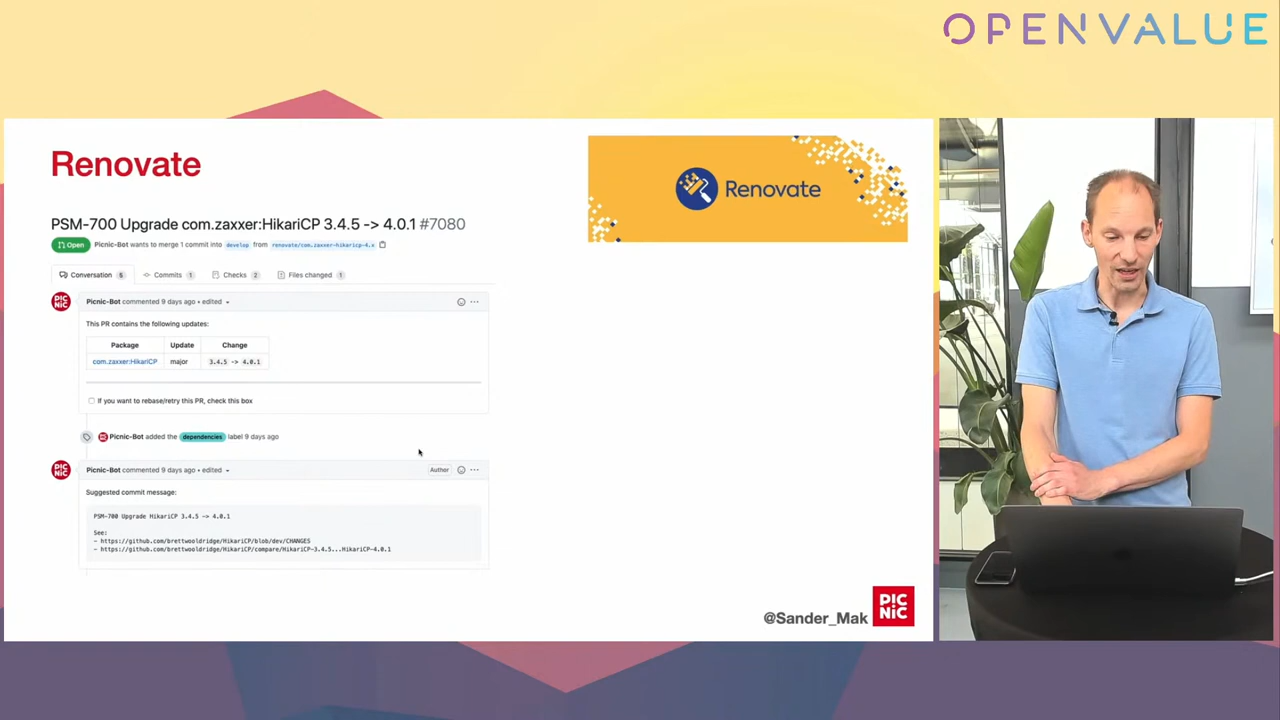 OPENVALUE
Renovate
Renovate
PSM-700 Upgrade com.zaxxer:HikariCP 3.4.5 -> 4.0.1 #7080
Open Picnic-Bot wants to merge 1 commit into develop from renovate/com.zaxxer-hikaricp-4.x
Conversation 5 Commits 1 Checks 2 Files changed 1
PIC NIC Picnic-Bot commented 9 days ago • edited
This PR contains the following updates:
Package Update Change
com.zaxxer:HikariCP major 3.4.5 -> 4.0.1
If you want to rebase/retry this PR, check this box
Picnic-Bot added the dependencies label 9 days ago
PIC NIC Picnic-Bot commented 9 days ago • edited Author
Suggested commit message:
PSM-700 Upgrade HikariCP 3.4.5 -> 4.0.1
See:
- https://github.com/brettwooldridge/HikariCP/blob/dev/CHANGES
- https://github.com/brettwooldridge/HikariCP/compare/HikariCP-3.4.5...HikariCP-4.0.1
@Sander_Mak
PIC
NIC